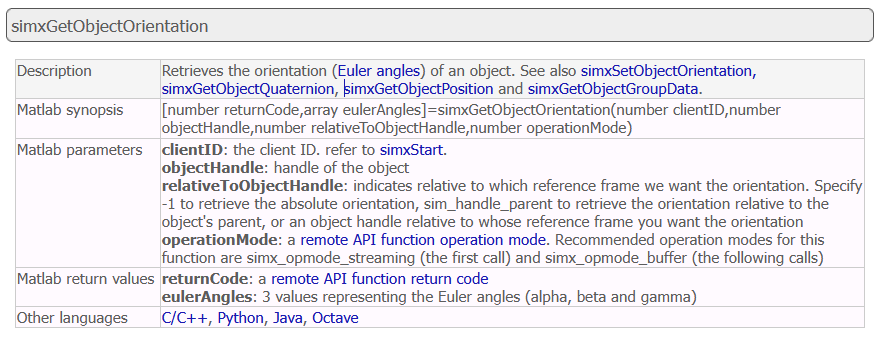 simxGetObjectOrientation
Description
Retrieves the orientation (Euler angles) of an object. See also simxSetObjectOrientation,
simxGetObjectQuaternion, simxGetObjectPosition and simxGetObjectGroupData.
Matlab synopsis
[number returnCode,array eulerAngles]=simxGetObjectOrientation(number clientID,number
objectHandle,number relativeToObjectHandle,number operationMode)
Matlab parameters
clientID: the client ID. refer to simxStart.
objectHandle: handle of the object
relativeToObjectHandle: indicates relative to which reference frame we want the orientation. Specify
-1 to retrieve the absolute orientation, sim_handle_parent to retrieve the orientation relative to the
object's parent, or an object handle relative to whose reference frame you want the orientation
operationMode: a remote API function operation mode. Recommended operation modes for this
function are simx_opmode_streaming (the first call) and simx_opmode_buffer (the following calls)
Matlab return values
returnCode: a remote API function return code
eulerAngles: 3 values representing the Euler angles (alpha, beta and gamma)
Other languages
C/C++, Python, Java, Octave